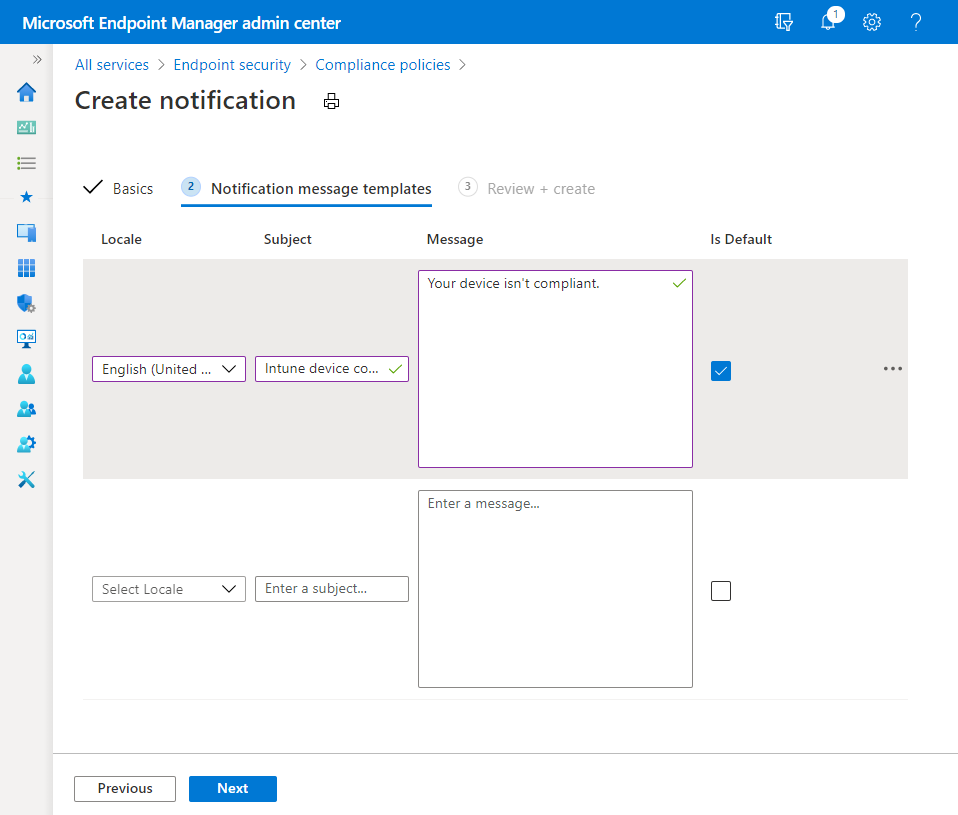 Microsoft Endpoint Manager admin center
1
All services > Endpoint security > Compliance policies >
Create notification
Basics
2 Notification message templates
3 Review + create
Locale
Subject
Message
Is Default
English (United ...
Intune device co...
Your device isn't compliant.
Select Locale
Enter a subject...
Enter a message...
Previous
Next